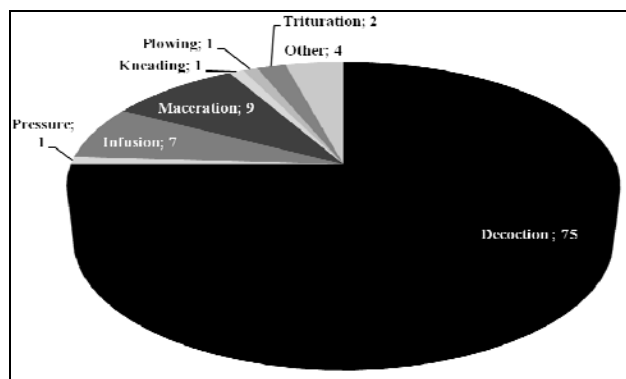 Trituration; 2
Plowing; 1
Other; 4
Kneading; 1
Maceration; 9
Pressure;
1
Infusion; 7
Decoction; 75